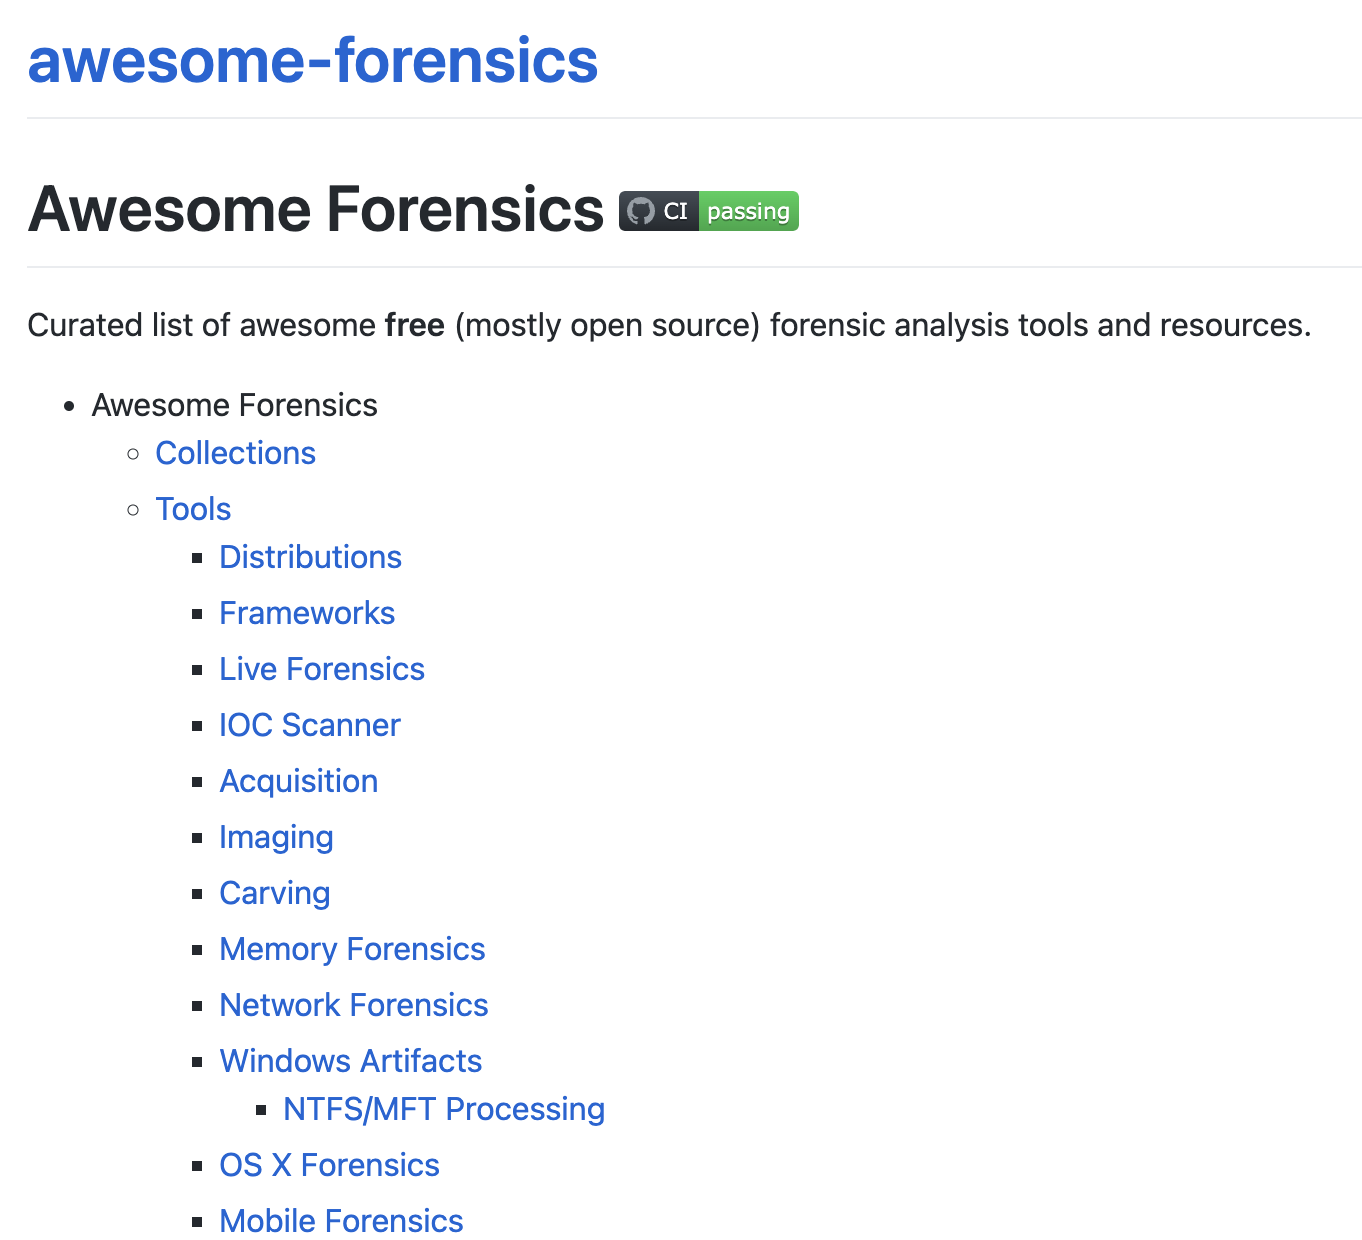 awesome-forensics
Awesome Forensics CI passing
Curated list of awesome free (mostly open source) forensic analysis tools and resources.
Awesome Forensics
Collections
Tools
Distributions
Frameworks
Live Forensics
IOC Scanner
Acquisition
Imaging
Carving
Memory Forensics
Network Forensics
Windows Artifacts
NTFS/MFT Processing
OS X Forensics
Mobile Forensics